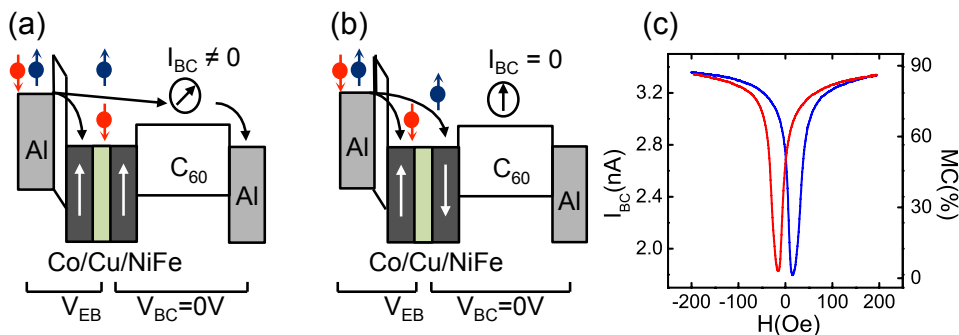 (a)
I_BC ≠ 0
Al
C_60
Al
Co/Cu/NiFe
V_EB
V_BC=0V
(b)
I_BC = 0
Al
C_60
Al
Co/Cu/NiFe
V_EB
V_BC=0V
(c)
I_BC(nA)
3.2
2.8
2.4
2.0
90
60
30
0
MC(%)
-200 -100 0 100 200
H(Oe)